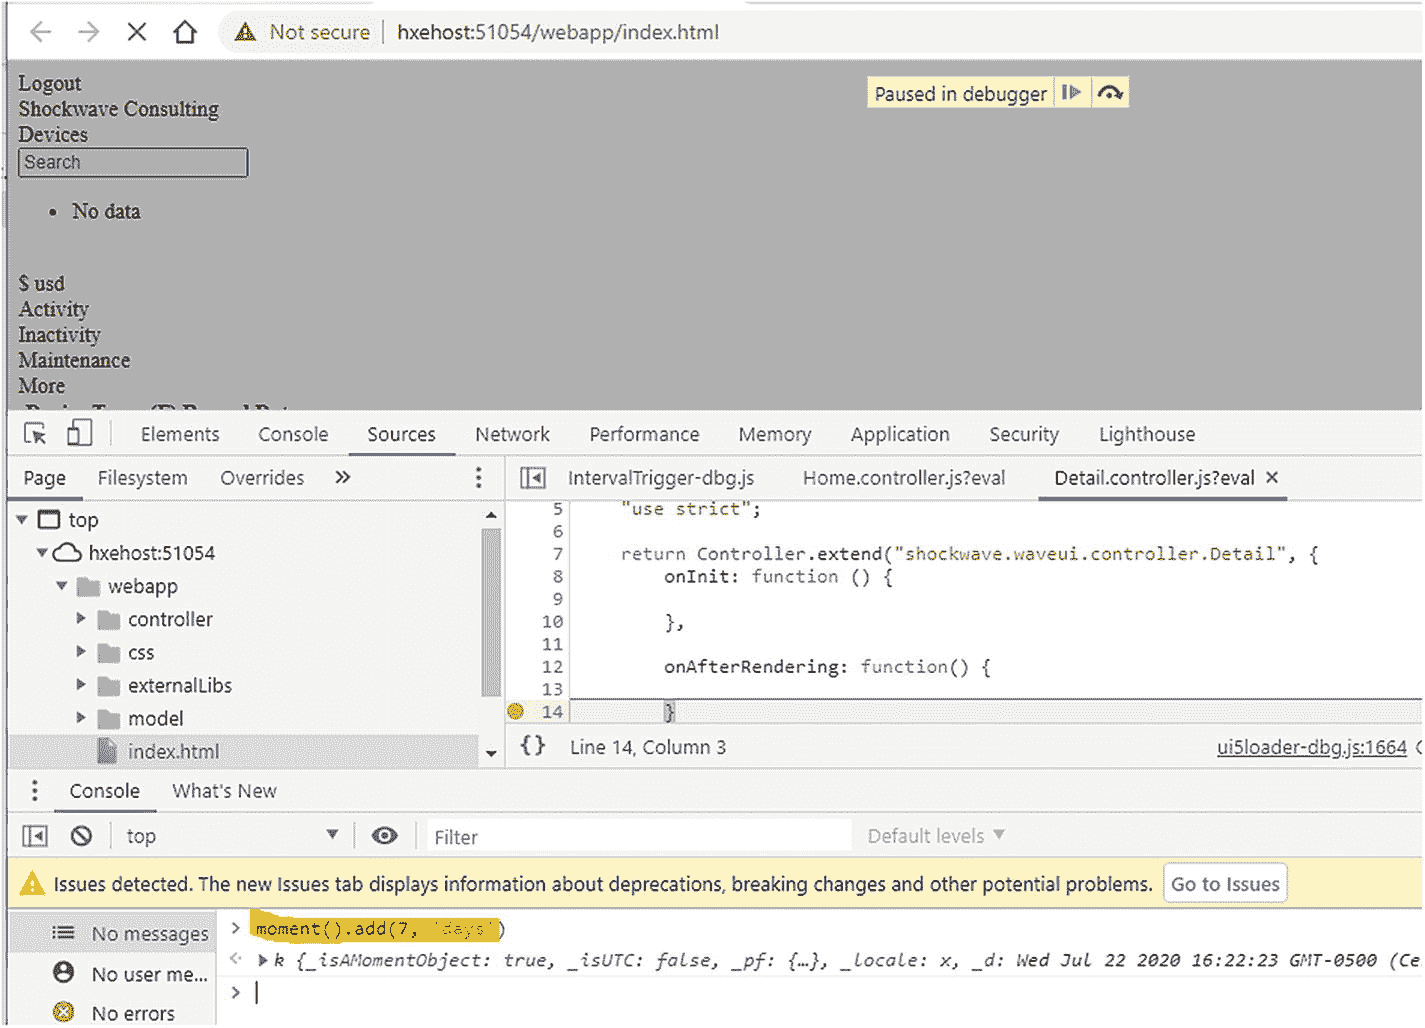 Not secure hxehost:51054/webapp/index.html
Logout
Paused in debugger
Shockwave Consulting
Devices
Search
No data
$ usd
Activity
Inactivity
Maintenance
More
Elements Console Sources Network Performance Memory Application Security Lighthouse
Page Filesystem Overrides » IntervalTrigger-dbg.js Home.controller.js?eval Detail.controller.js?eval ×
top
hxehost:51054
webapp
controller
css
externalLibs
model
index.html
5 "use strict";
6
7 return Controller.extend("shockwave.waveui.controller.Detail", {
8 onInit: function () {
9
10 },
11
12 onAfterRendering: function() {
13
14 }
{} Line 14, Column 3 ui5loader-dbg.js:1664
Console What's New
top Filter Default levels
Issues detected. The new Issues tab displays information about deprecations, breaking changes and other potential problems. Go to Issues
No messages
No user me...
No errors
> moment().add(7, 'days')
k {_isAMomentObject: true, _isUTC: false, _pf: {…}, _locale: x, _d: Wed Jul 22 2020 16:22:23 GMT-0500 (Ce
>